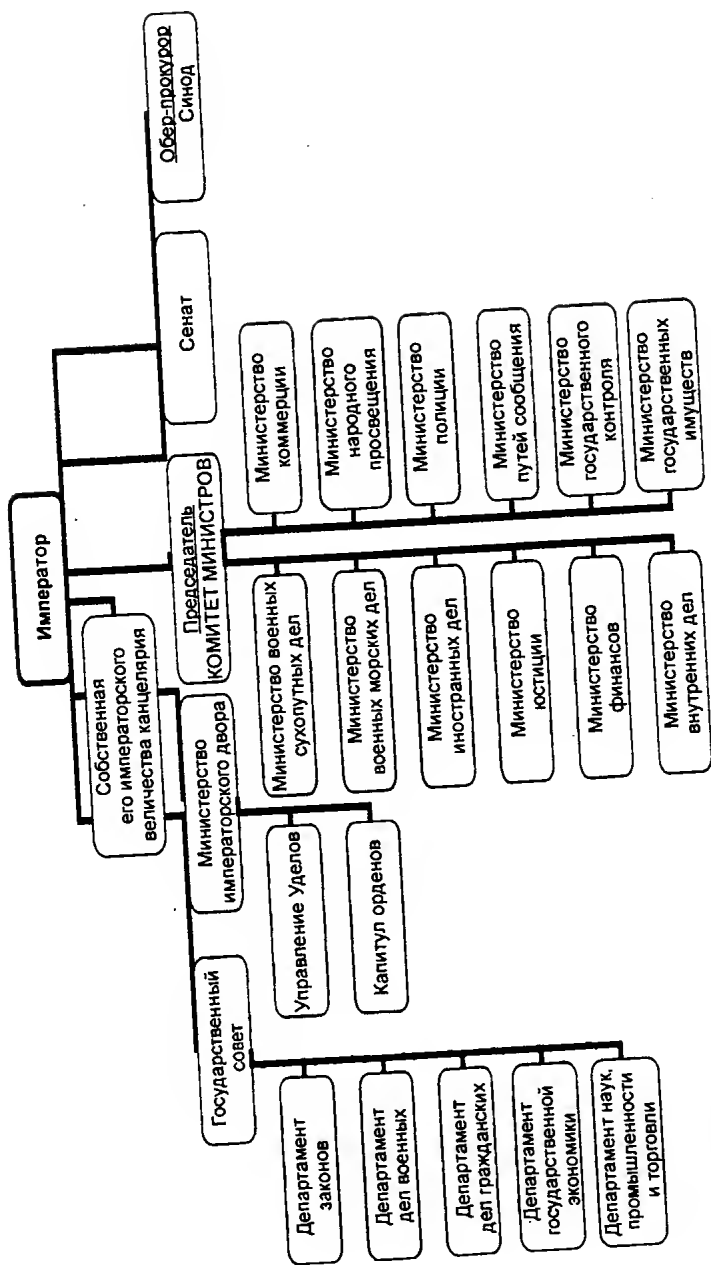 Император
Собственная
его императорского
величества канцелярия
Государственный
совет
Министерство
императорского двора
Председатель
КОМИТЕТ МИНИСТРОВ
Сенат
Обер-прокурор
Синод
Департамент
законов
Департамент
дел военных
Департамент
дел гражданских
Департамент
государственной
экономики
Департамент наук,
промышленности
и торговли
Управление Уделов
Капитул орденов
Министерство военных
сухопутных дел
Министерство
военных морских дел
Министерство
иностранных дел
Министерство
юстиции
Министерство
финансов
Министерство
внутренних дел
Министерство
коммерции
Министерство
народного
просвещения
Министерство
полиции
Министерство
путей сообщения
Министерство
государственного
контроля
Министерство
государственных
имуществ